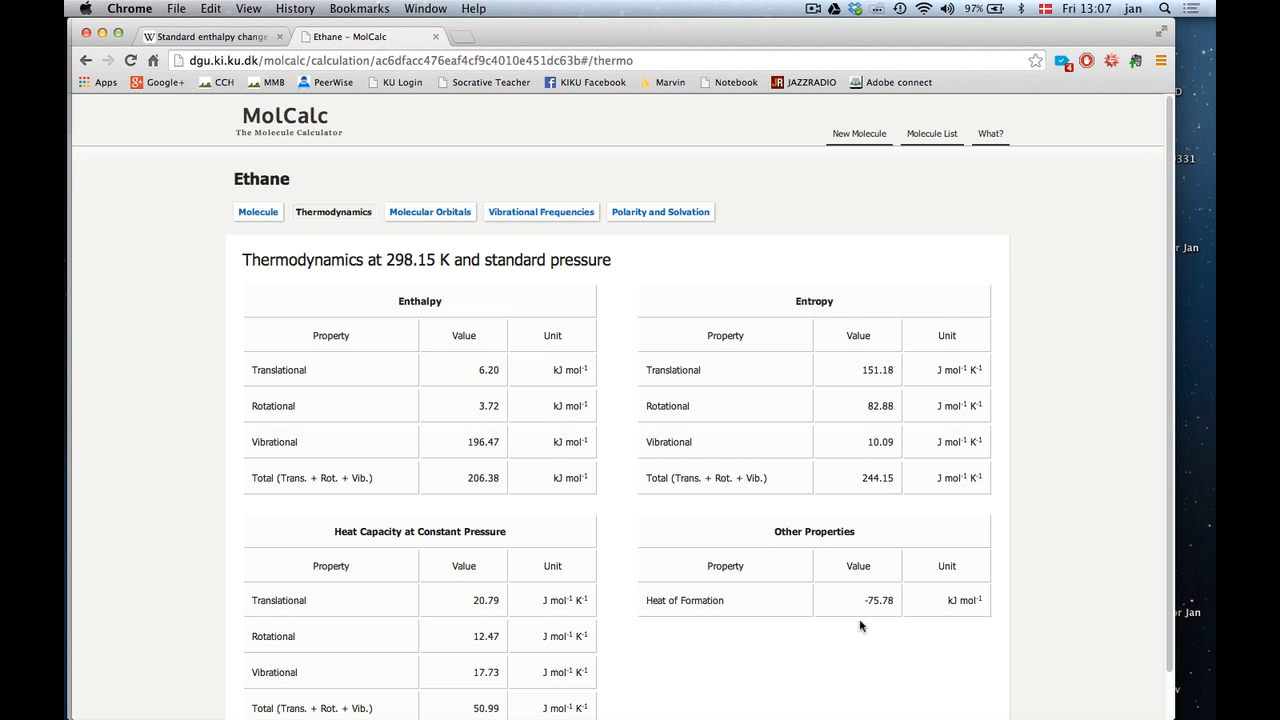 Chrome File Edit View History Bookmarks Window Help 97% Fri 13:07 jan
Standard enthalpy change Ethane – MolCalc
dgu.ki.ku.dk/molcalc/calculation/ac6dfacc476eaf4cf9c4010e451dc63b#/thermo
4
Apps Google+ CCH MMB PeerWise KU Login Socrative Teacher KIKU Facebook Marvin Notebook JAZZRADIO Adobe connect
MolCalc
The Molecule Calculator
New Molecule Molecule List What?
331
Ethane
Molecule Thermodynamics Molecular Orbitals Vibrational Frequencies Polarity and Solvation
r Jan
Thermodynamics at 298.15 K and standard pressure
Enthalpy
Property Value Unit
Translational 6.20 kJ mol⁻¹
Rotational 3.72 kJ mol⁻¹
Vibrational 196.47 kJ mol⁻¹
Total (Trans. + Rot. + Vib.) 206.38 kJ mol⁻¹
Entropy
Property Value Unit
Translational 151.18 J mol⁻¹ K⁻¹
Rotational 82.88 J mol⁻¹ K⁻¹
Vibrational 10.09 J mol⁻¹ K⁻¹
Total (Trans. + Rot. + Vib.) 244.15 J mol⁻¹ K⁻¹
Heat Capacity at Constant Pressure
Property Value Unit
Translational 20.79 J mol⁻¹ K⁻¹
Rotational 12.47 J mol⁻¹ K⁻¹
Vibrational 17.73 J mol⁻¹ K⁻¹
Total (Trans. + Rot. + Vib.) 50.99 J mol⁻¹ K⁻¹
Other Properties
Property Value Unit
Heat of Formation -75.78 kJ mol⁻¹
or Jan